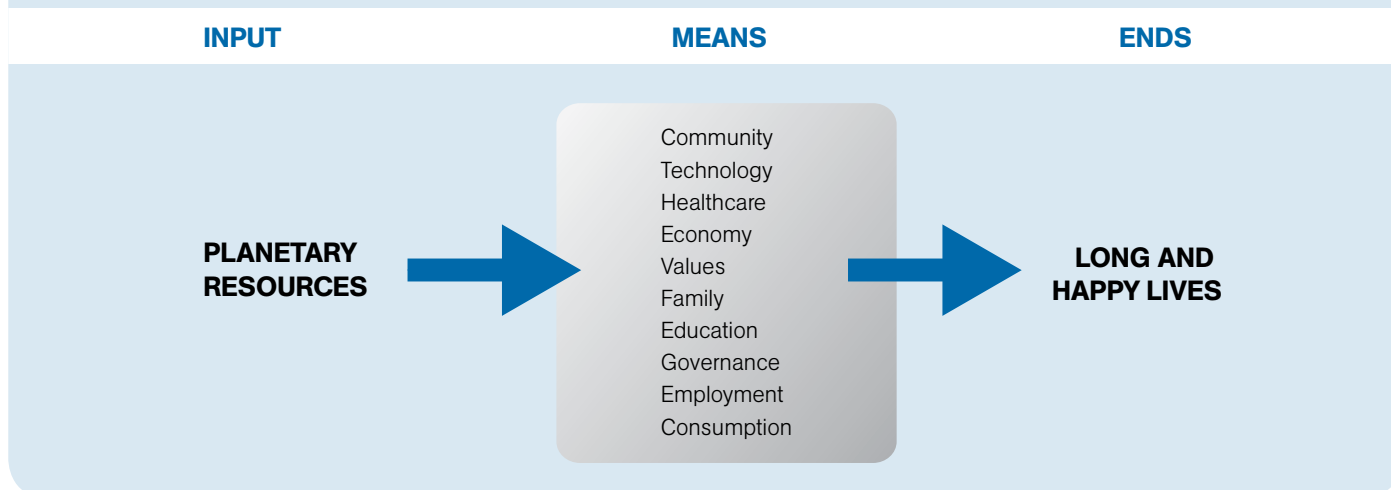 INPUT
MEANS
ENDS
PLANETARY
RESOURCES
Community
Technology
Healthcare
Economy
Values
Family
Education
Governance
Employment
Consumption
LONG AND
HAPPY LIVES